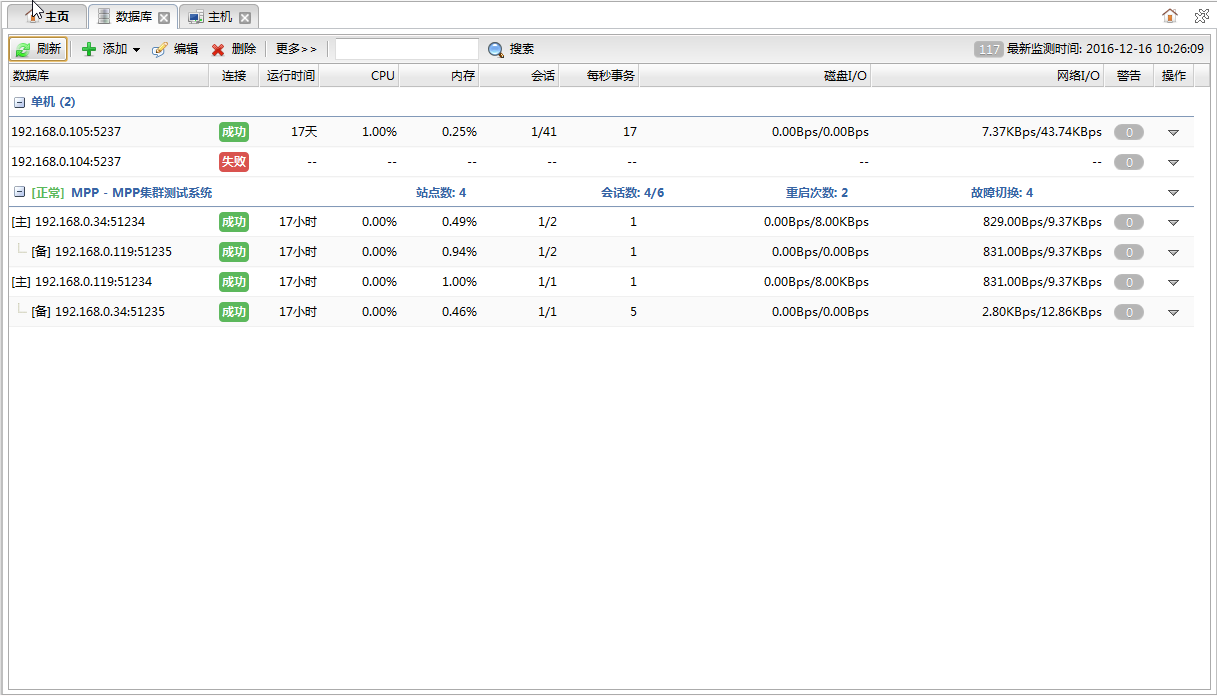 主页 数据库 主机
刷新 添加 编辑 删除 更多>> 搜索 117 最新监测时间: 2016-12-16 10:26:09
数据库 连接 运行时间 CPU 内存 会话 每秒事务 磁盘I/O 网络I/O 警告 操作
单机 (2)
192.168.0.105:5237 成功 17天 1.00% 0.25% 1/41 17 0.00Bps/0.00Bps 7.37KBps/43.74KBps 0
192.168.0.104:5237 失败 -- -- -- -- -- -- -- 0
[正常] MPP - MPP集群测试系统 站点数: 4 会话数: 4/6 重启次数: 2 故障切换: 4
[主] 192.168.0.34:51234 成功 17小时 0.00% 0.49% 1/2 1 0.00Bps/8.00KBps 829.00Bps/9.37KBps 0
[备] 192.168.0.119:51235 成功 17小时 0.00% 0.94% 1/2 1 0.00Bps/0.00Bps 831.00Bps/9.37KBps 0
[主] 192.168.0.119:51234 成功 17小时 0.00% 1.00% 1/1 1 0.00Bps/8.00KBps 831.00Bps/9.37KBps 0
[备] 192.168.0.34:51235 成功 17小时 0.00% 0.46% 1/1 5 0.00Bps/0.00Bps 2.80KBps/12.86KBps 0